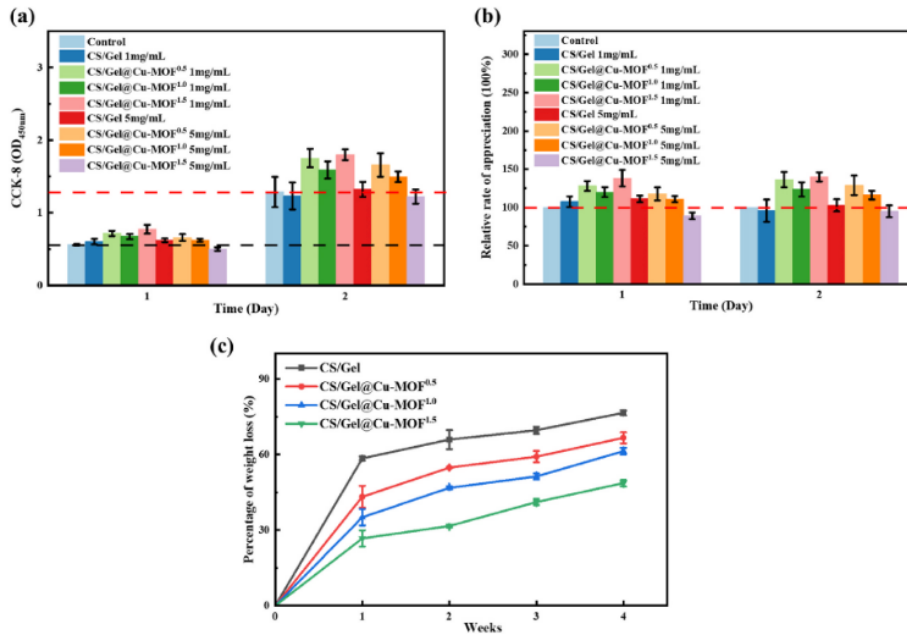 (a)
Control
CS/Gel 1mg/mL
CS/Gel@Cu-MOF⁰·⁵ 1mg/mL
CS/Gel@Cu-MOF¹·⁰ 1mg/mL
CS/Gel@Cu-MOF¹·⁵ 1mg/mL
CS/Gel 5mg/mL
CS/Gel@Cu-MOF⁰·⁵ 5mg/mL
CS/Gel@Cu-MOF¹·⁰ 5mg/mL
CS/Gel@Cu-MOF¹·⁵ 5mg/mL
CCK-8 (OD450nm)
3
2
1
0
1
2
Time (Day)
(b)
Control
CS/Gel 1mg/mL
CS/Gel@Cu-MOF⁰·⁵ 1mg/mL
CS/Gel@Cu-MOF¹·⁰ 1mg/mL
CS/Gel@Cu-MOF¹·⁵ 1mg/mL
CS/Gel 5mg/mL
CS/Gel@Cu-MOF⁰·⁵ 5mg/mL
CS/Gel@Cu-MOF¹·⁰ 5mg/mL
CS/Gel@Cu-MOF¹·⁵ 5mg/mL
Relative rate of appreciation (100%)
300
250
200
150
100
50
0
1
2
Time (Day)
(c)
CS/Gel
CS/Gel@Cu-MOF⁰·⁵
CS/Gel@Cu-MOF¹·⁰
CS/Gel@Cu-MOF¹·⁵
Percentage of weight loss (%)
90
60
30
0
0
1
2
3
4
Weeks